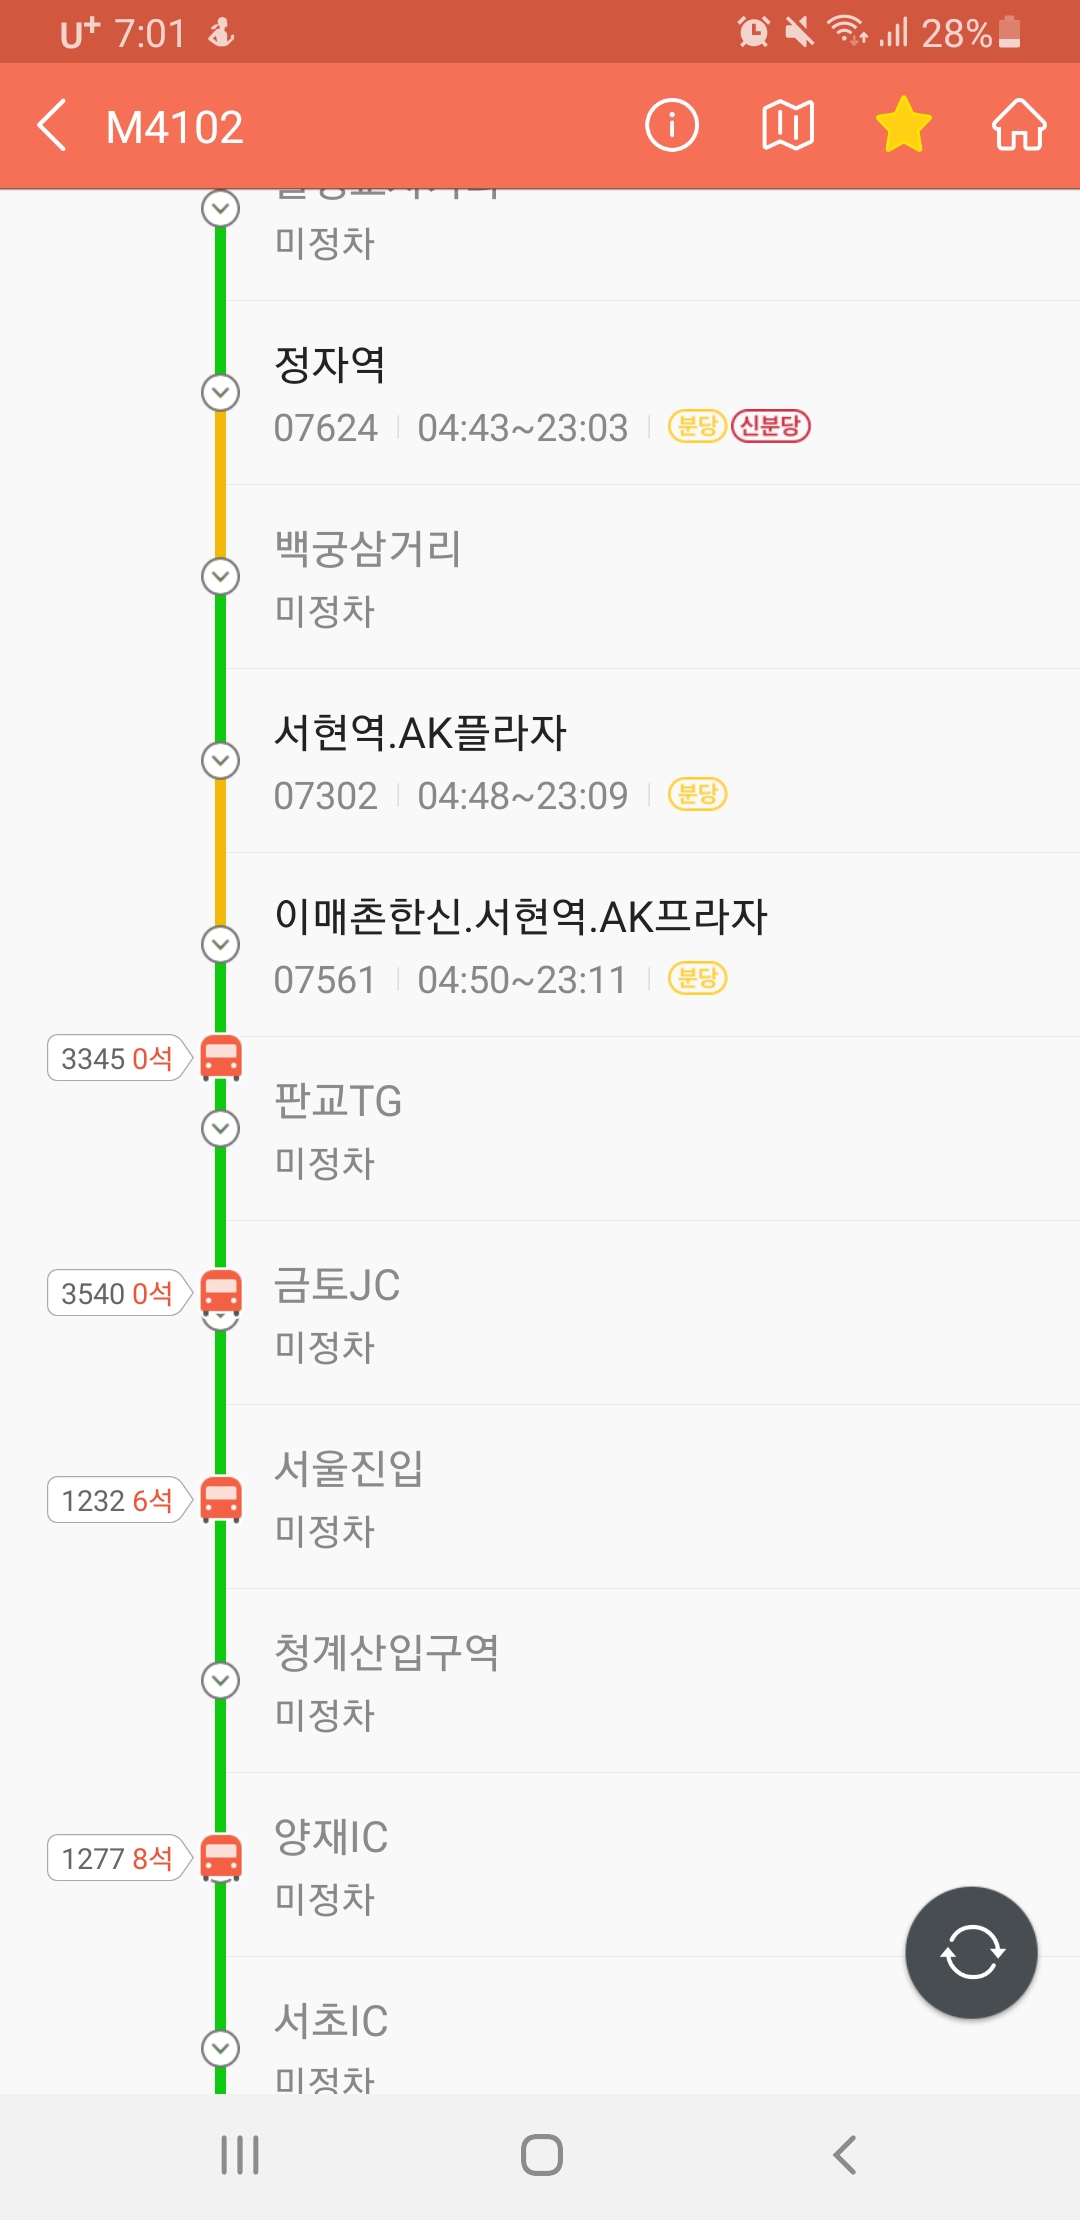 U+ 7:01 28%
M4102
미정차
정자역
07624 04:43~23:03 분당 신분당
백궁삼거리
미정차
서현역.AK플라자
07302 04:48~23:09 분당
이매촌한신.서현역.AK프라자
07561 04:50~23:11 분당
3345 0석
판교TG
미정차
3540 0석
금토JC
미정차
1232 6석
서울진입
미정차
청계산입구역
미정차
1277 8석
양재IC
미정차
서초IC
미정차